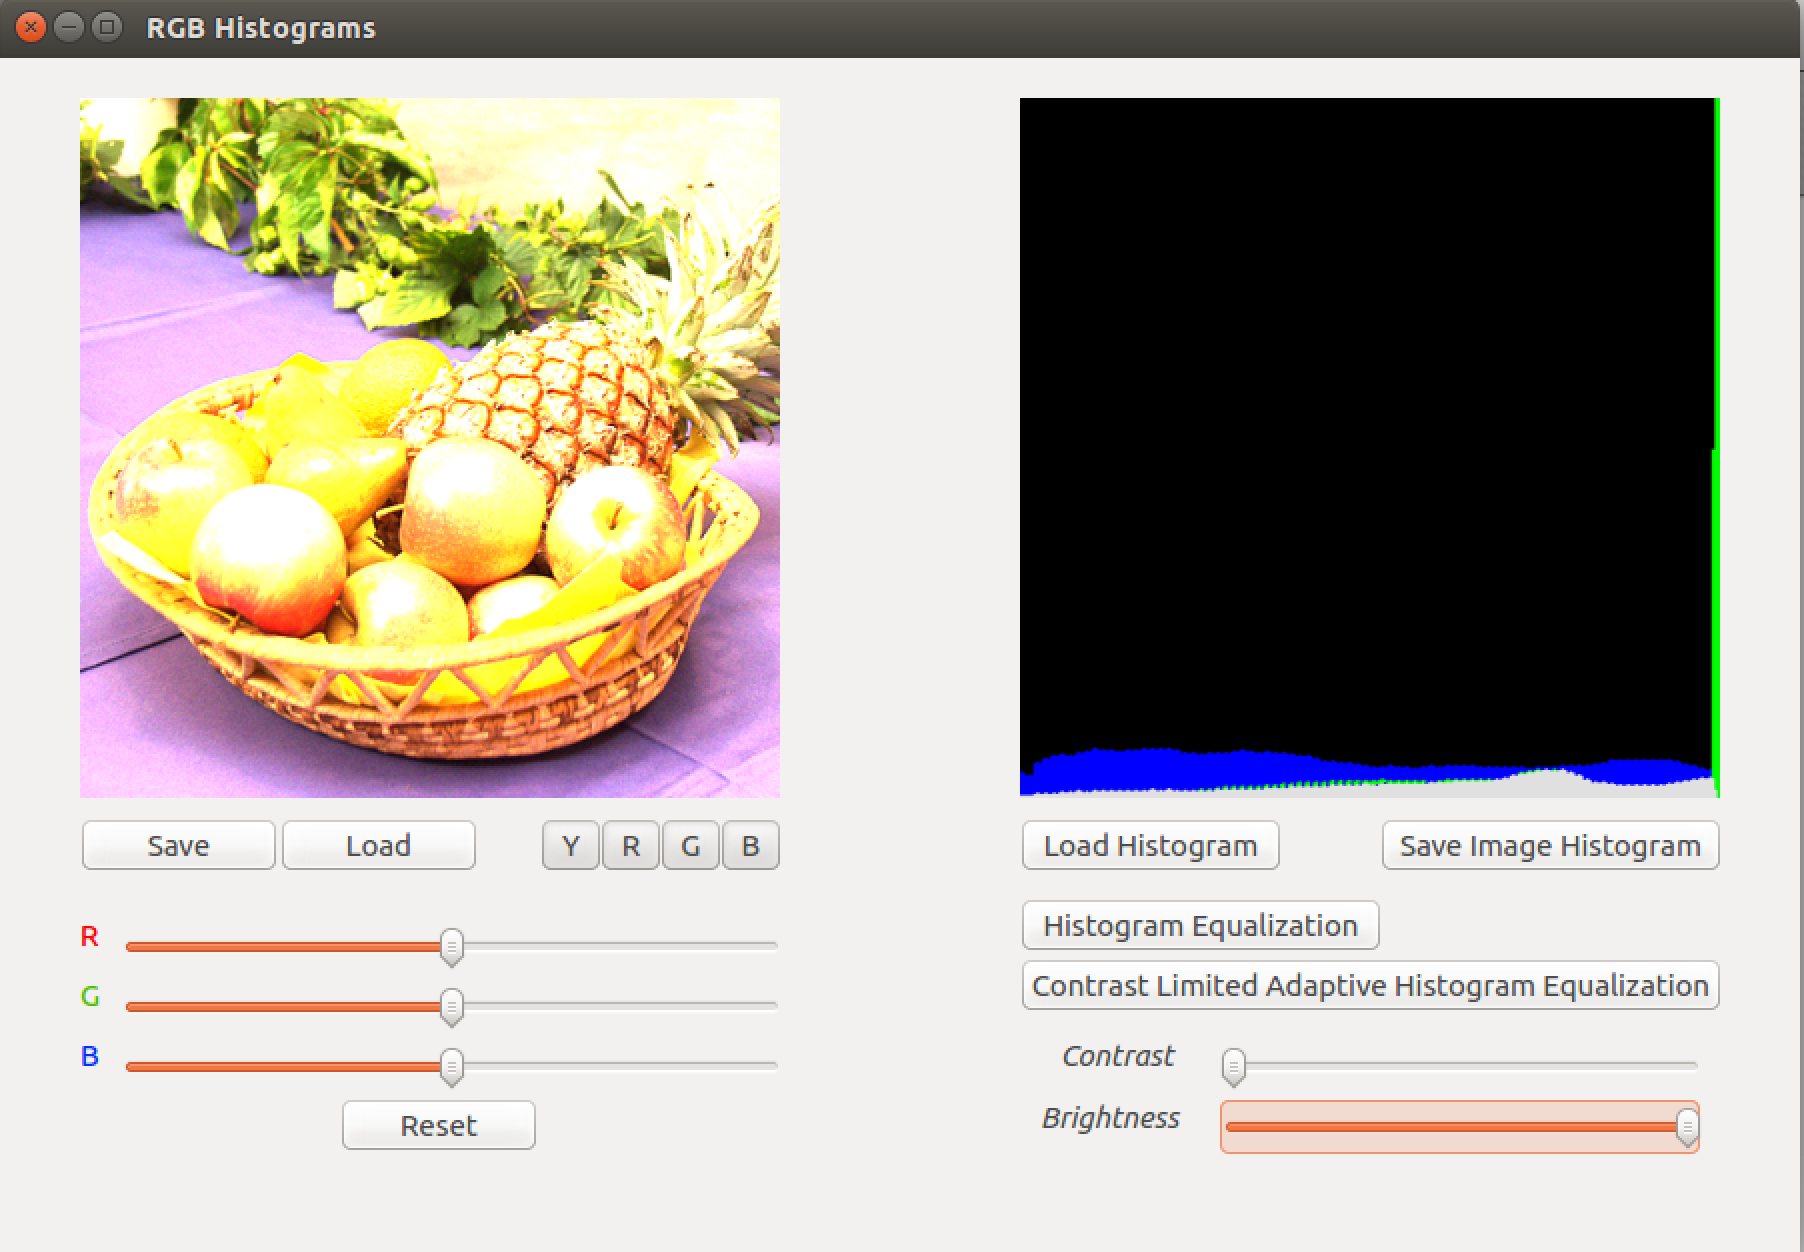 RGB Histograms
Save
Load
Y
R
G
B
Load Histogram
Save Image Histogram
Histogram Equalization
Contrast Limited Adaptive Histogram Equalization
R
G
B
Reset
Contrast
Brightness